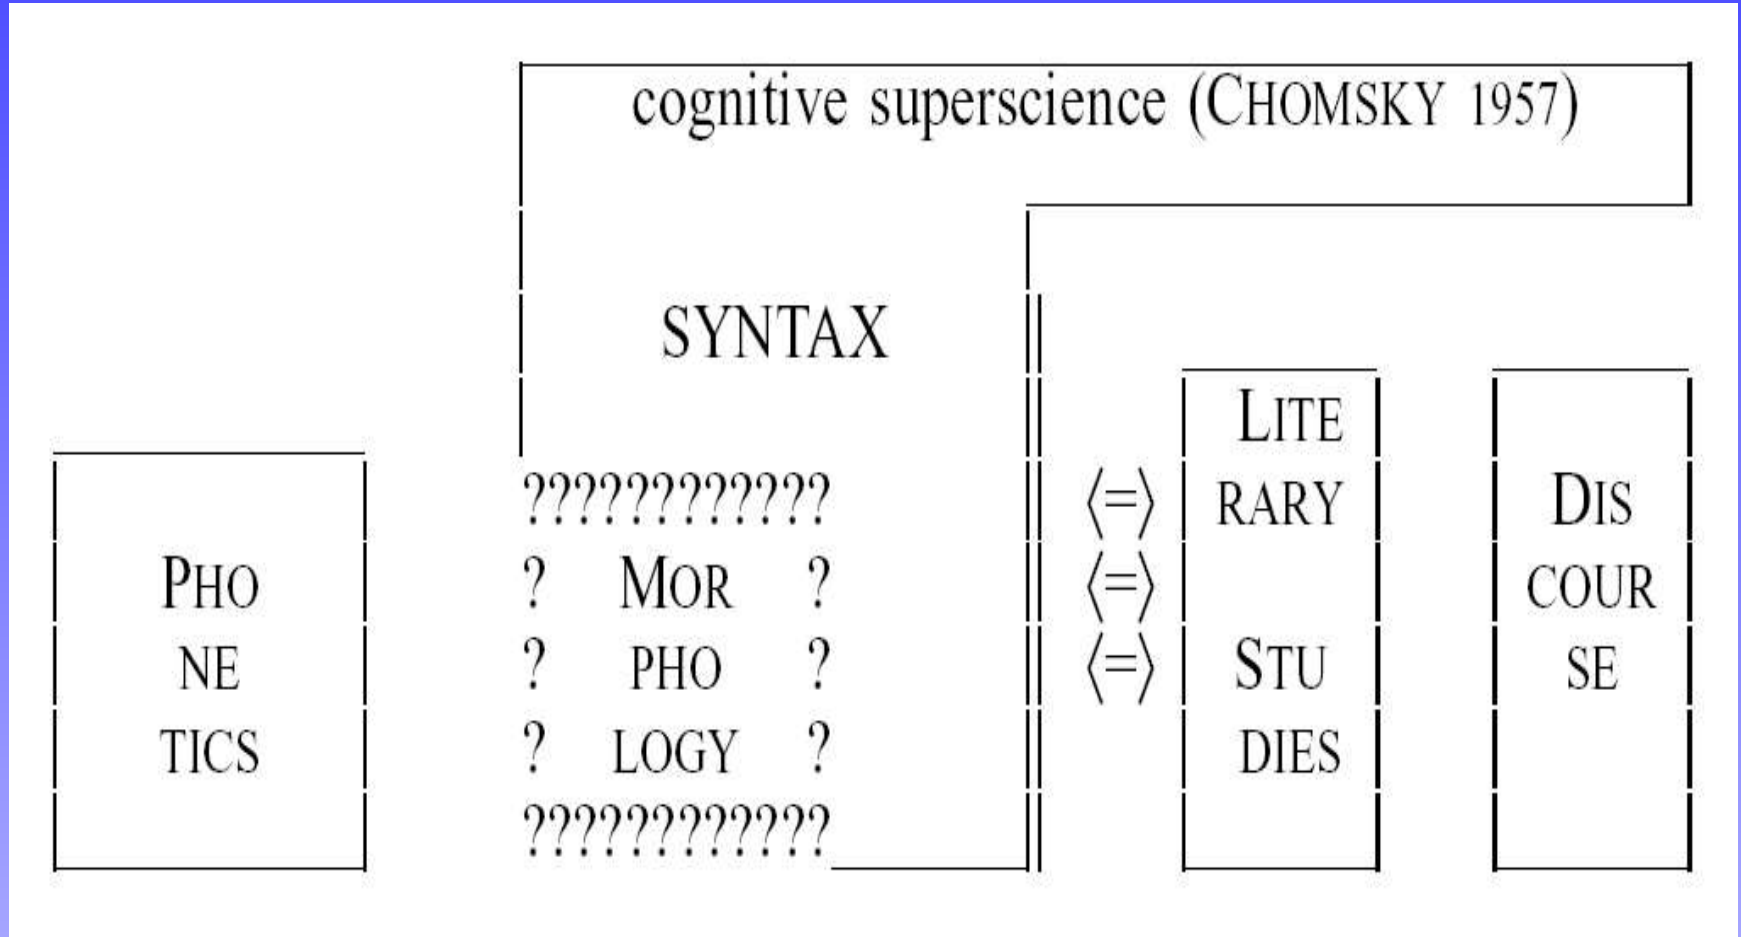 cognitive superscience (CHOMSKY 1957)
SYNTAX
PHO
NE
TICS
????????????
? MOR ?
? PHO ?
? LOGY ?
????????????
⟨=⟩
⟨=⟩
⟨=⟩
LITE
RARY
STU
DIES
DIS
COUR
SE